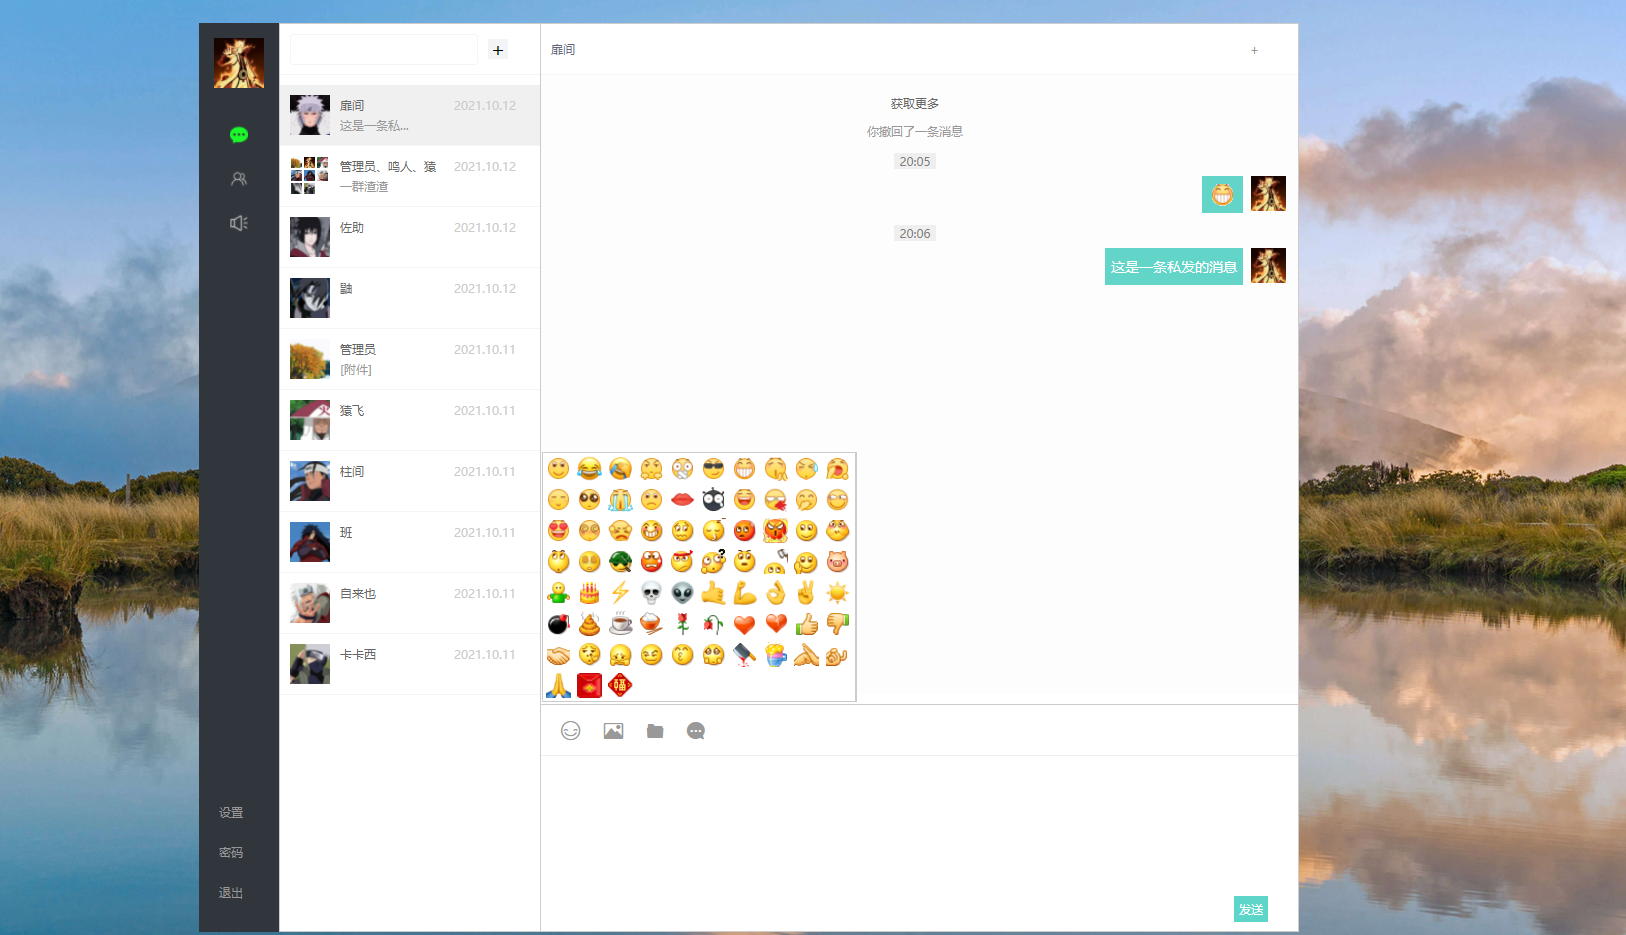 设置
密码
退出
+
扉间
2021.10.12
这是一条私...
管理员、鸣人、猿
2021.10.12
一群渣渣
佐助
2021.10.12
鼬
2021.10.12
管理员
2021.10.11
[附件]
猿飞
2021.10.11
柱间
2021.10.11
班
2021.10.11
自来也
2021.10.11
卡卡西
2021.10.11
扉间
+
获取更多
你撤回了一条消息
20:05
20:06
这是一条私发的消息
福
发送